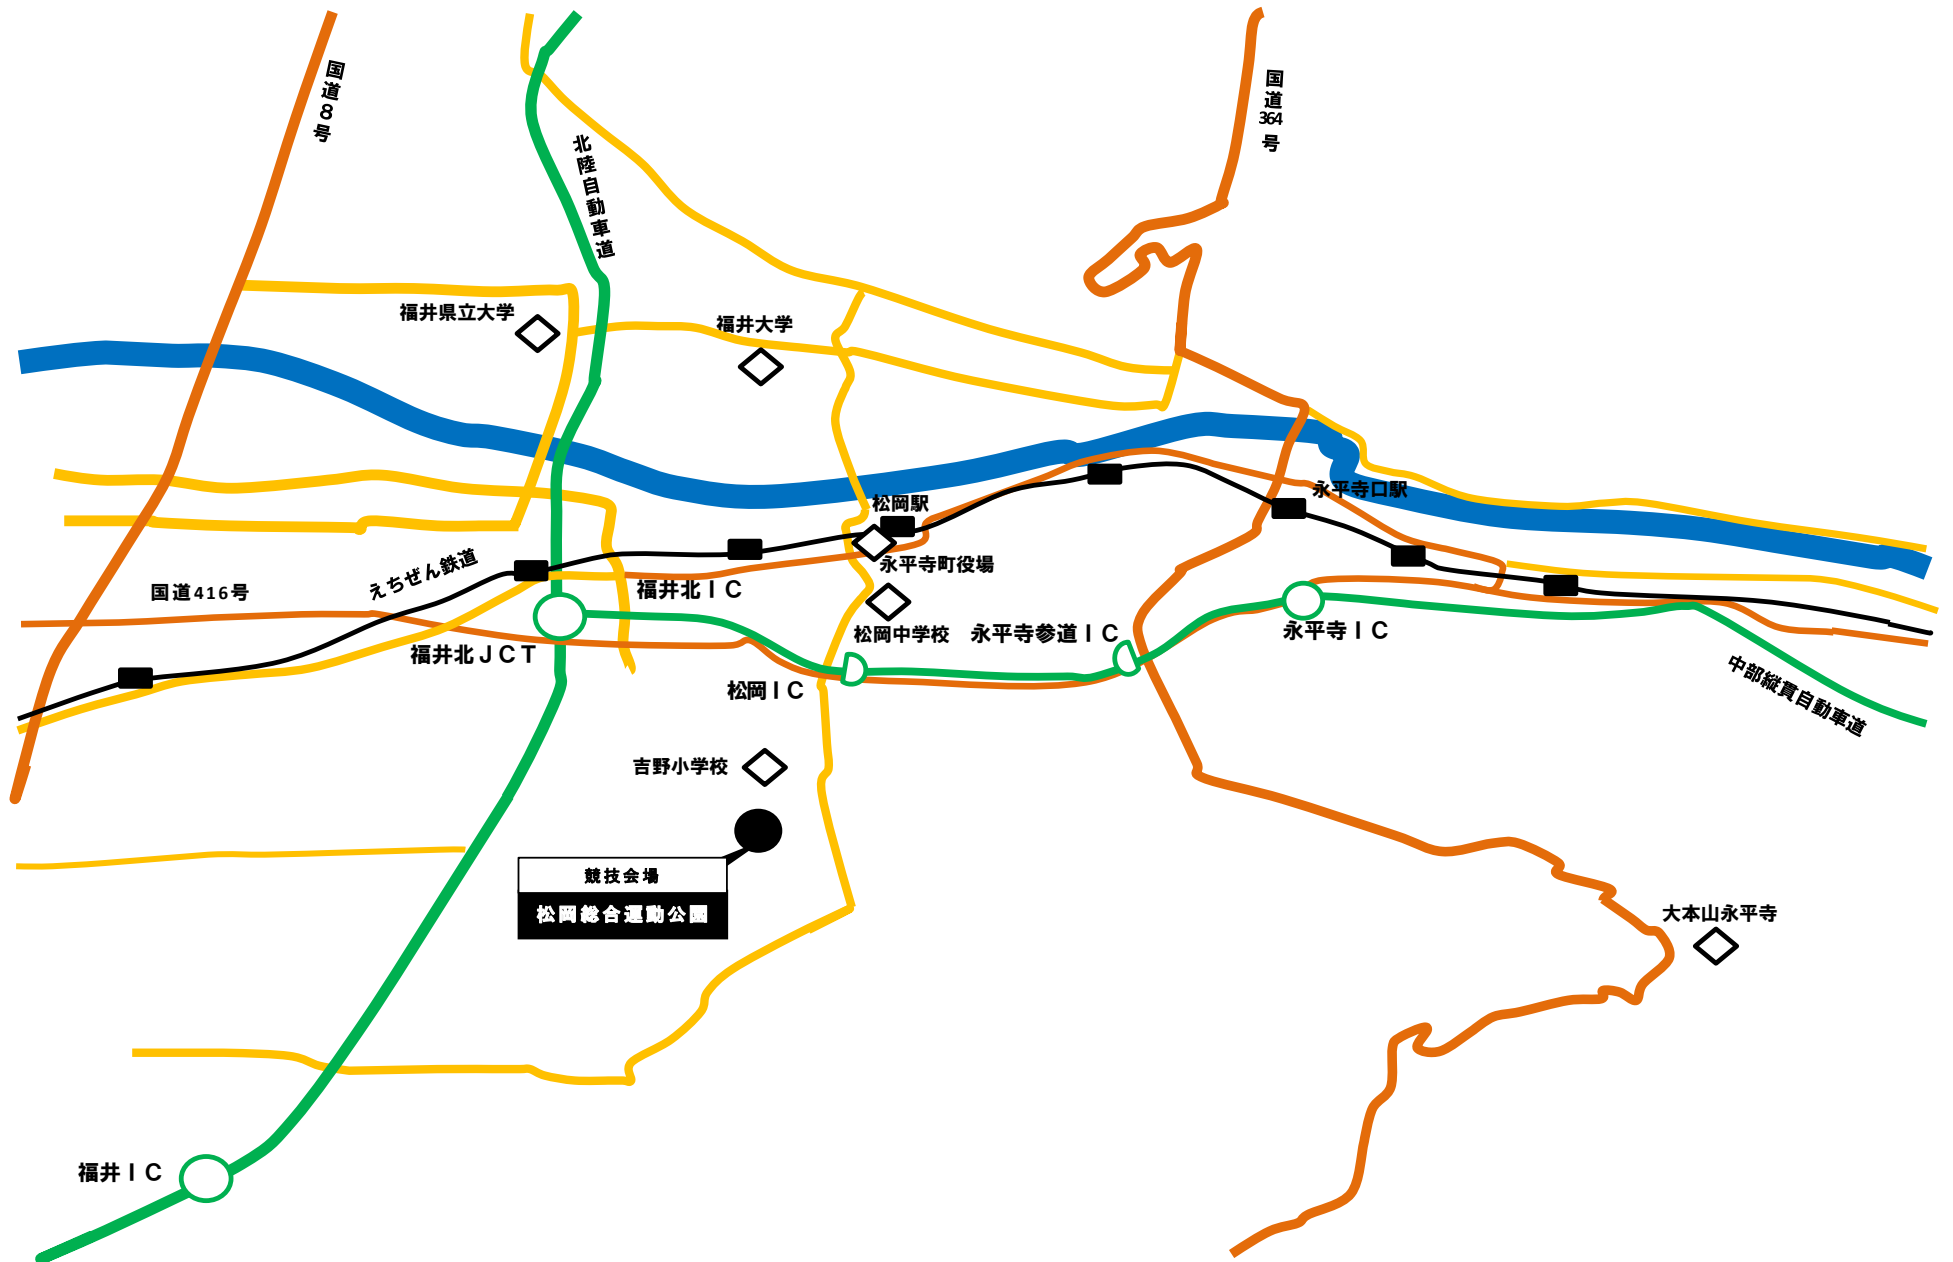 国道8号
国道364号
北陸自動車道
福井県立大学
福井大学
松岡駅
永平寺口駅
えちぜん鉄道
永平寺町役場
国道416号
福井北IC
松岡中学校
永平寺参道IC
永平寺IC
福井北JCT
松岡IC
中部縦貫自動車道
吉野小学校
競技会場
松岡総合運動公園
大本山永平寺
福井IC